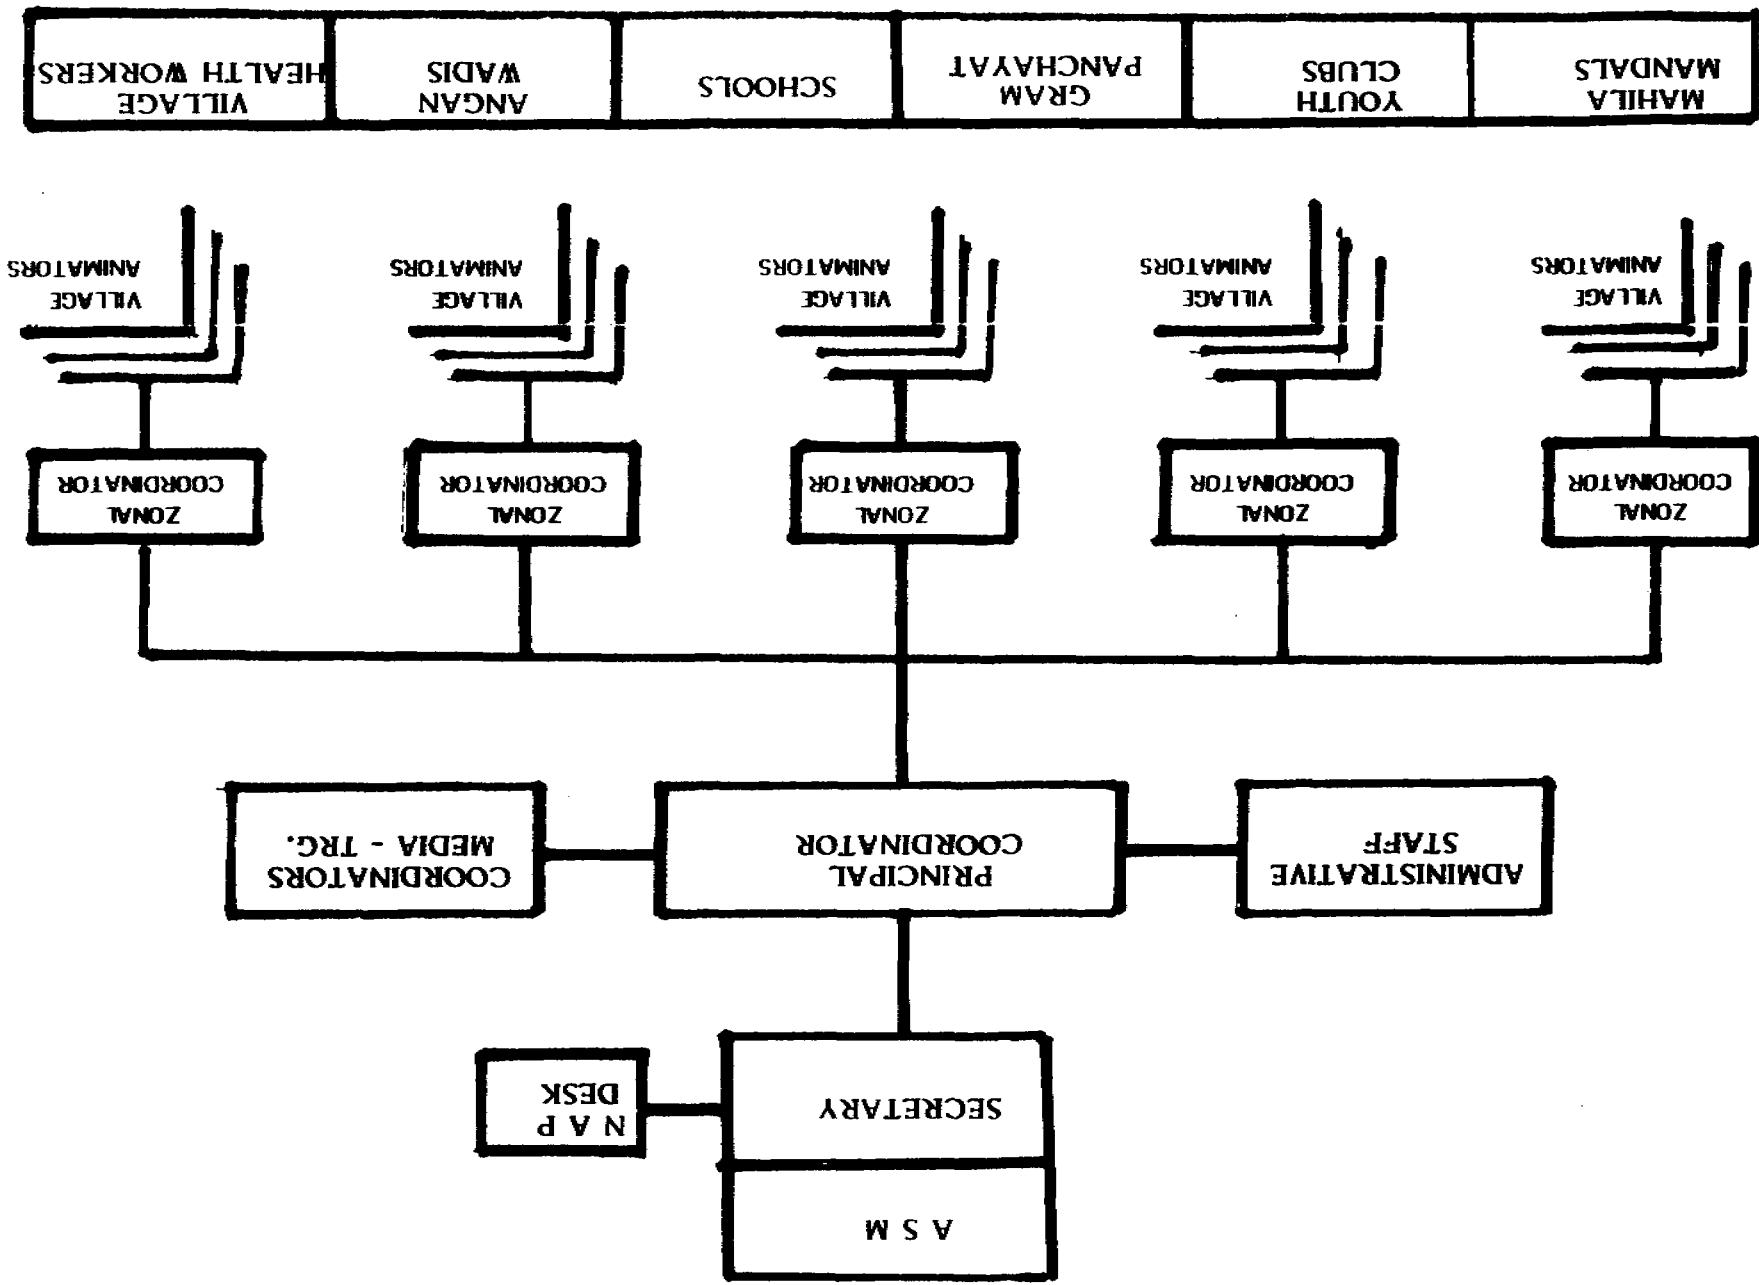 A S M
SECRETARY
N A P
DESK
ADMINISTRATIVE
STAFF
PRINCIPAL
COORDINATOR
COORDINATORS
MEDIA - TRG.
ZONAL
COORDINATOR
ZONAL
COORDINATOR
ZONAL
COORDINATOR
ZONAL
COORDINATOR
ZONAL
COORDINATOR
VILLAGE
ANIMATORS
VILLAGE
ANIMATORS
VILLAGE
ANIMATORS
VILLAGE
ANIMATORS
VILLAGE
ANIMATORS
MAHILA
MANDALS
YOUTH
CLUBS
GRAM
PANCHAYAT
SCHOOLS
ANGAN
WADIS
VILLAGE
HEALTH WORKERS